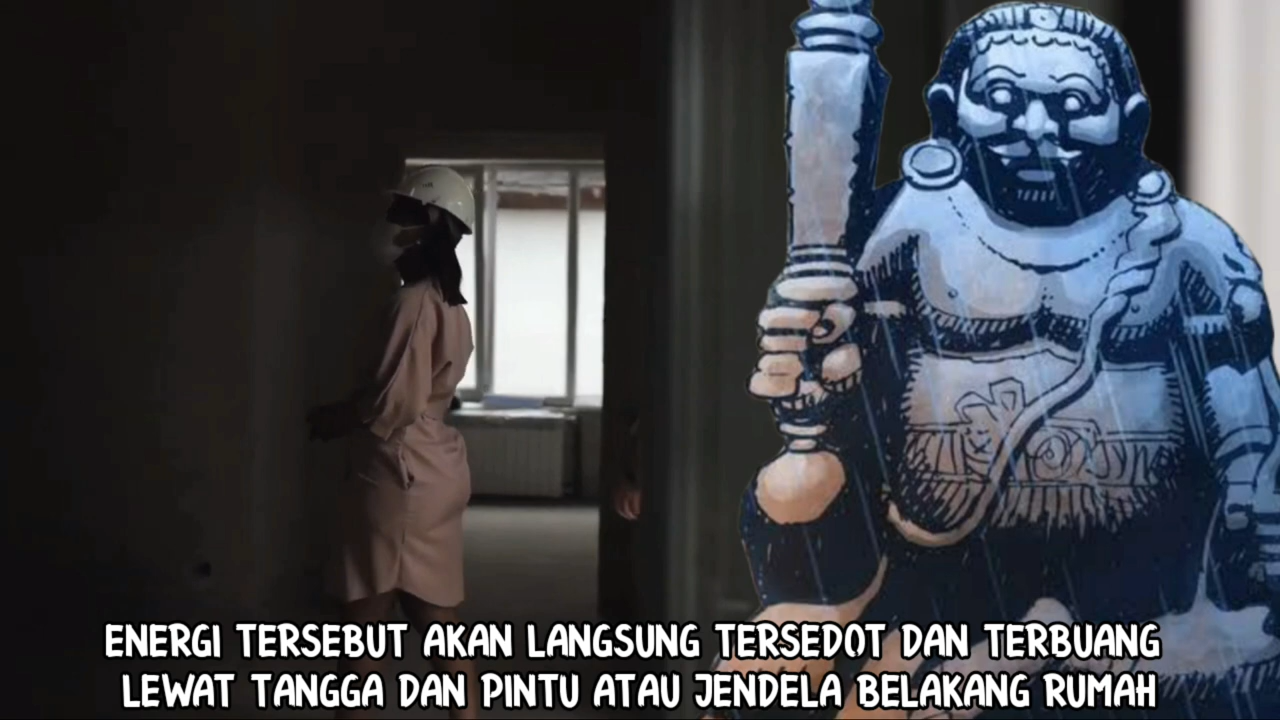 ENERGI TERSEBUT AKAN LANGSUNG TERSEDOT DAN TERBUANG
LEWAT TANGGA DAN PINTU ATAU JENDELA BELAKANG RUMAH